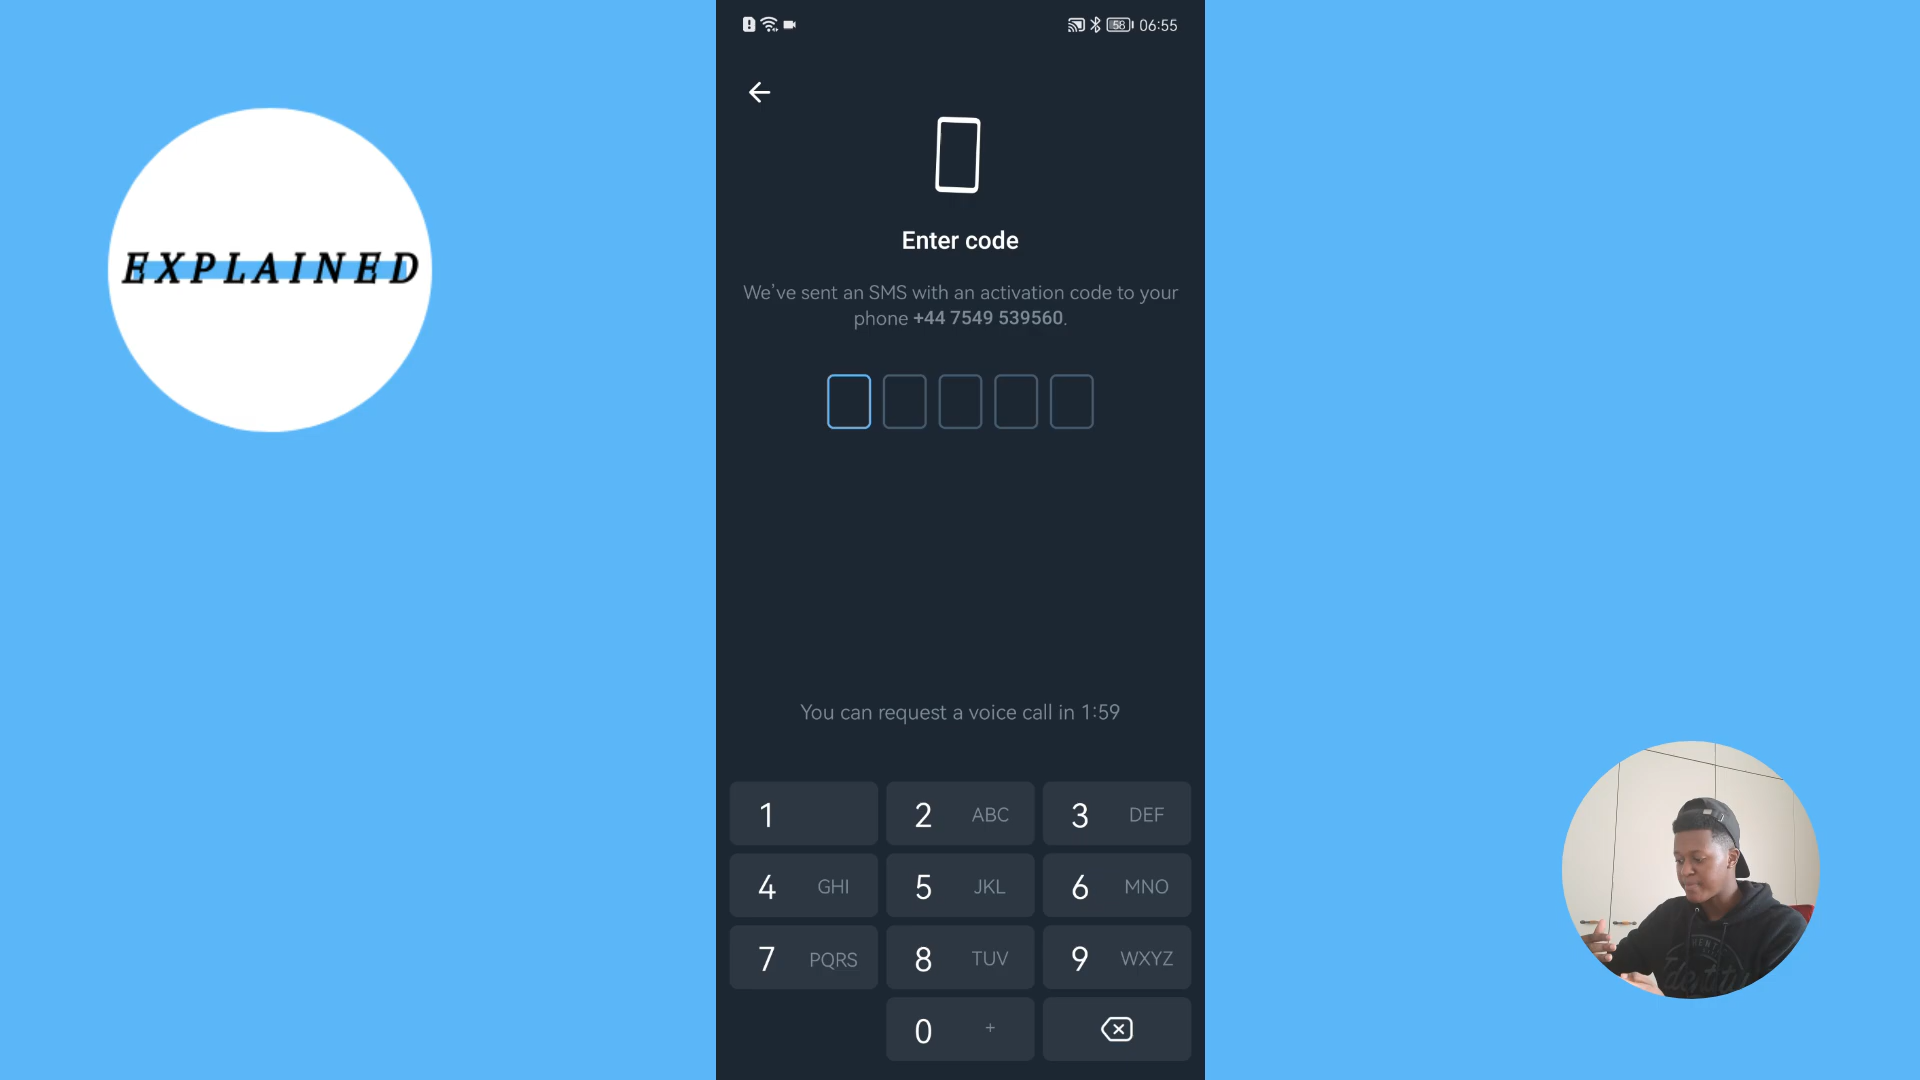 58 06:55
EXPLAINED
Enter code
We've sent an SMS with an activation code to your
phone +44 7549 539560.
You can request a voice call in 1:59
1
2 ABC
3 DEF
4 GHI
5 JKL
6 MNO
7 PQRS
8 TUV
9 WXYZ
0 +
Identity